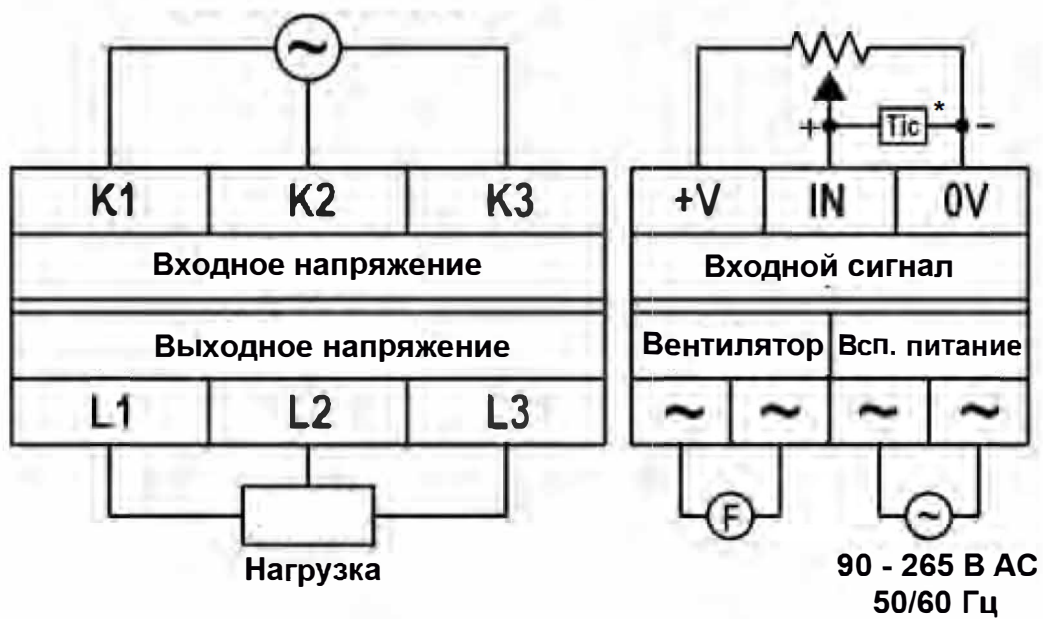 ~
+ Tic * -
K1 K2 K3
+V IN 0V
Входное напряжение
Входной сигнал
Выходное напряжение
Вентилятор Всп. питание
L1 L2 L3
~ ~ ~ ~
F ~
Нагрузка
90 - 265 В AC
50/60 Гц